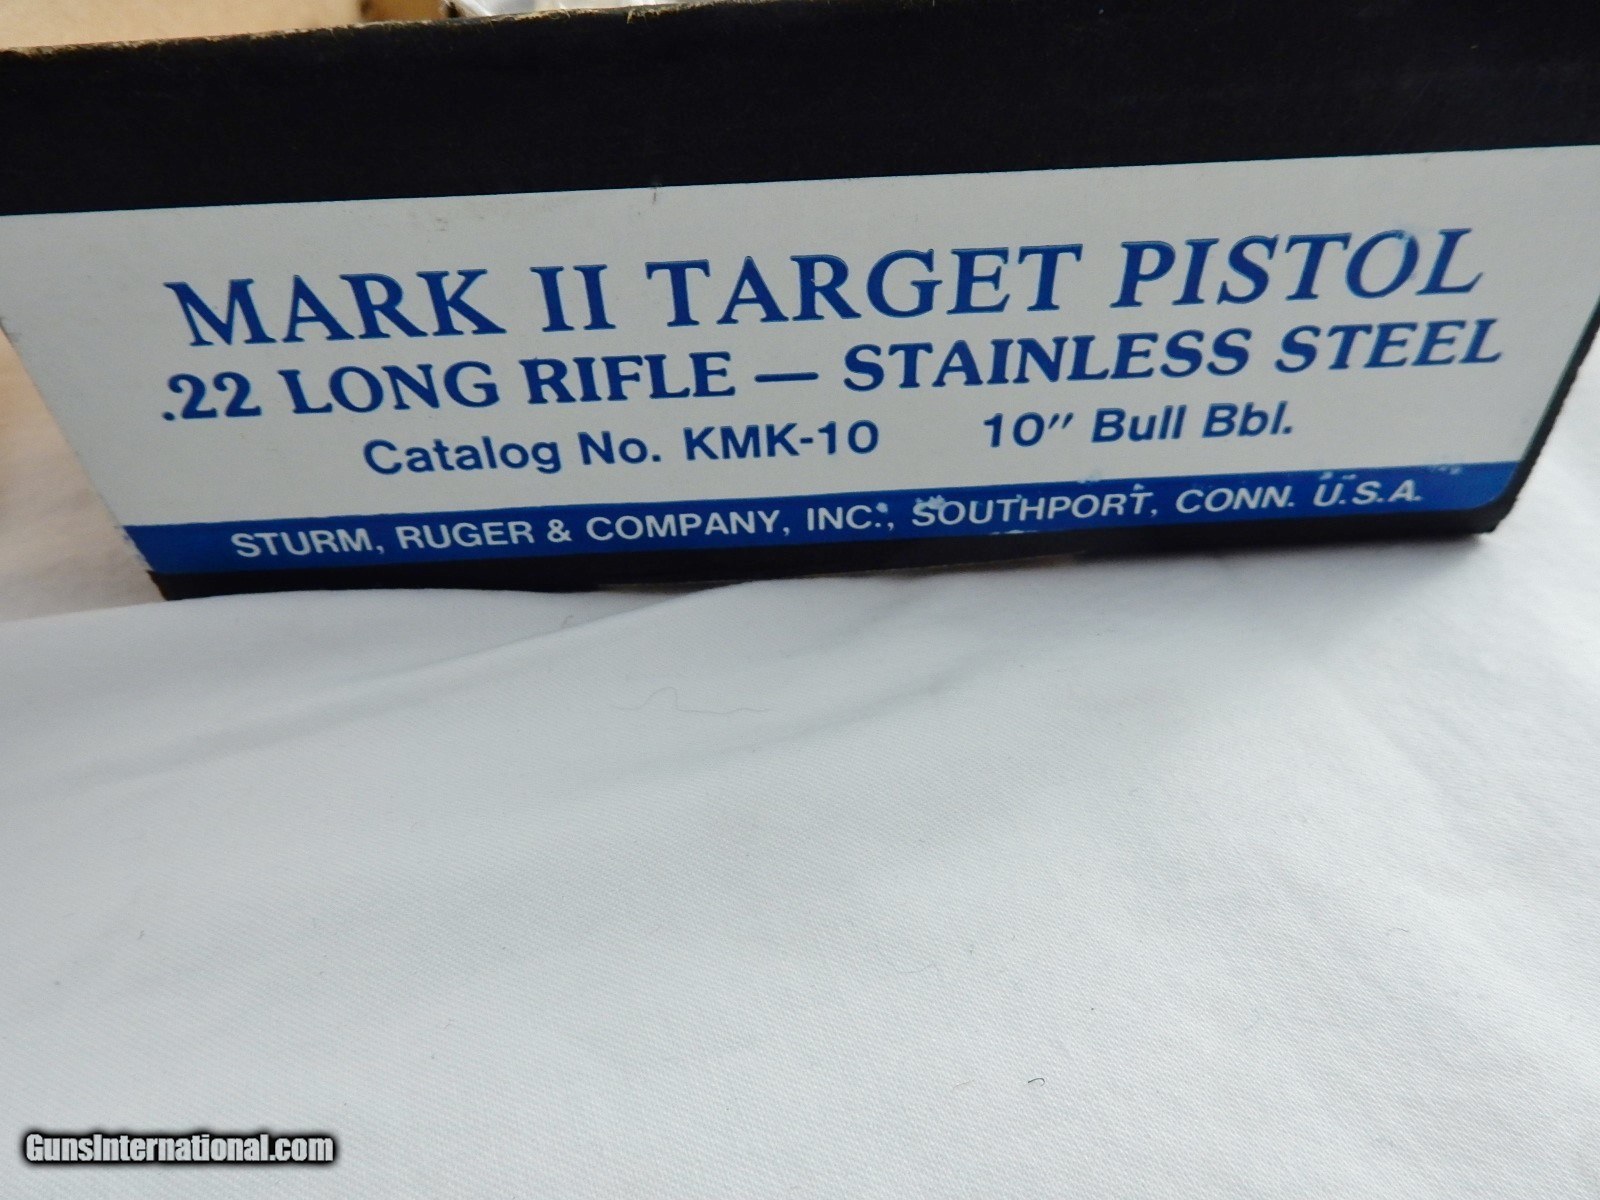 MARK II TARGET PISTOL
.22 LONG RIFLE — STAINLESS STEEL
Catalog No. KMK-10 10" Bull Bbl.
STURM, RUGER & COMPANY, INC., SOUTHPORT, CONN. U.S.A.
GunsInternational.com